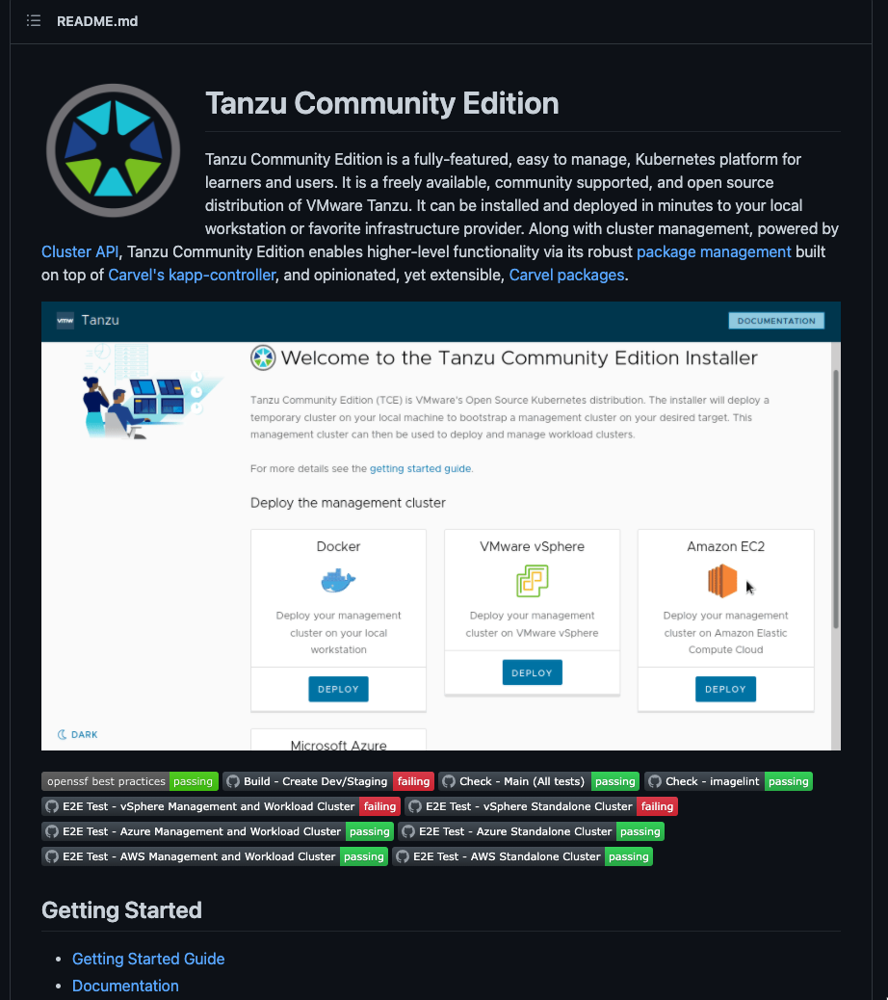 README.md
Tanzu Community Edition
Tanzu Community Edition is a fully-featured, easy to manage, Kubernetes platform for
learners and users. It is a freely available, community supported, and open source
distribution of VMware Tanzu. It can be installed and deployed in minutes to your local
workstation or favorite infrastructure provider. Along with cluster management, powered by
Cluster API, Tanzu Community Edition enables higher-level functionality via its robust package management built
on top of Carvel's kapp-controller, and opinionated, yet extensible, Carvel packages.
vmw Tanzu
DOCUMENTATION
Welcome to the Tanzu Community Edition Installer
Tanzu Community Edition (TCE) is VMware's Open Source Kubernetes distribution. The installer will deploy a
temporary cluster on your local machine to bootstrap a management cluster on your desired target. This
management cluster can then be used to deploy and manage workload clusters.
For more details see the getting started guide.
Deploy the management cluster
Docker
Deploy your management
cluster on your local
workstation
DEPLOY
VMware vSphere
Deploy your management
cluster on VMware vSphere
DEPLOY
Amazon EC2
Deploy your management
cluster on Amazon Elastic
Compute Cloud
DEPLOY
Microsoft Azure
DARK
openssf best practices passing Build - Create Dev/Staging failing Check - Main (All tests) passing Check - imagelint passing
E2E Test - vSphere Management and Workload Cluster failing E2E Test - vSphere Standalone Cluster failing
E2E Test - Azure Management and Workload Cluster passing E2E Test - Azure Standalone Cluster passing
E2E Test - AWS Management and Workload Cluster passing E2E Test - AWS Standalone Cluster passing
Getting Started
• Getting Started Guide
• Documentation